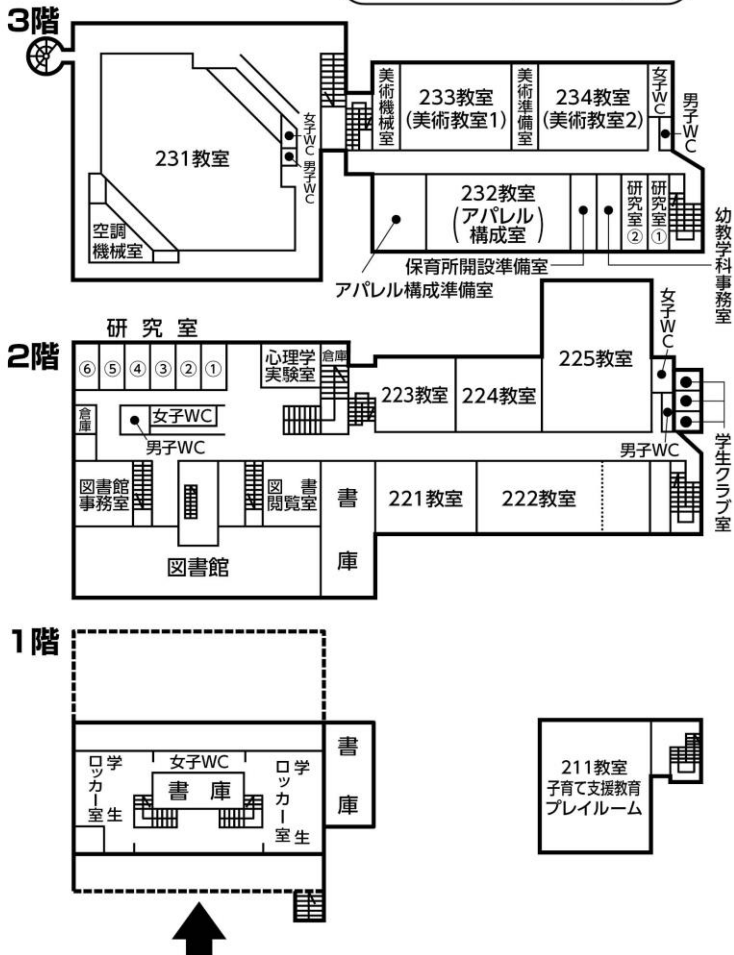 3階
231教室
空調
機械室
女子WC
男子WC
美術機械室
233教室
(美術教室1)
美術準備室
234教室
(美術教室2)
女子WC
男子WC
232教室
(アパレル
構成室)
研究室②
研究室①
幼教学科事務室
保育所開設準備室
アパレル構成準備室
2階
研究室
⑥
⑤
④
③
②
①
心理学
実験室
倉庫
倉庫
女子WC
男子WC
223教室
224教室
225教室
女子WC
男子WC
学生クラブ室
図書館
事務室
図書
閲覧室
書庫
221教室
222教室
図書館
1階
学生
ロッカー室
女子WC
書庫
学生
ロッカー室
書庫
211教室
子育て支援教育
プレイルーム